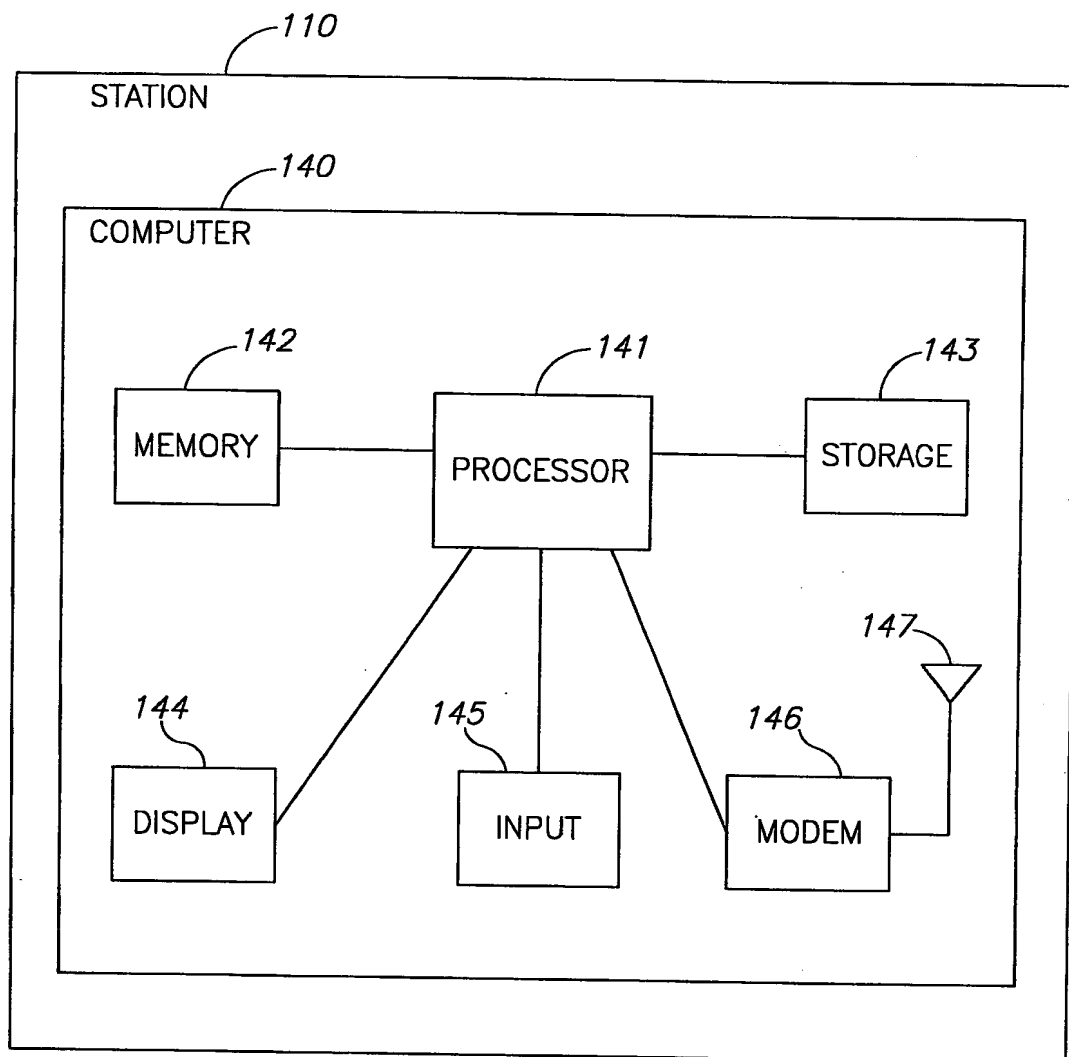 110
STATION
140
COMPUTER
142
141
143
MEMORY
PROCESSOR
STORAGE
147
144
145
146
DISPLAY
INPUT
MODEM